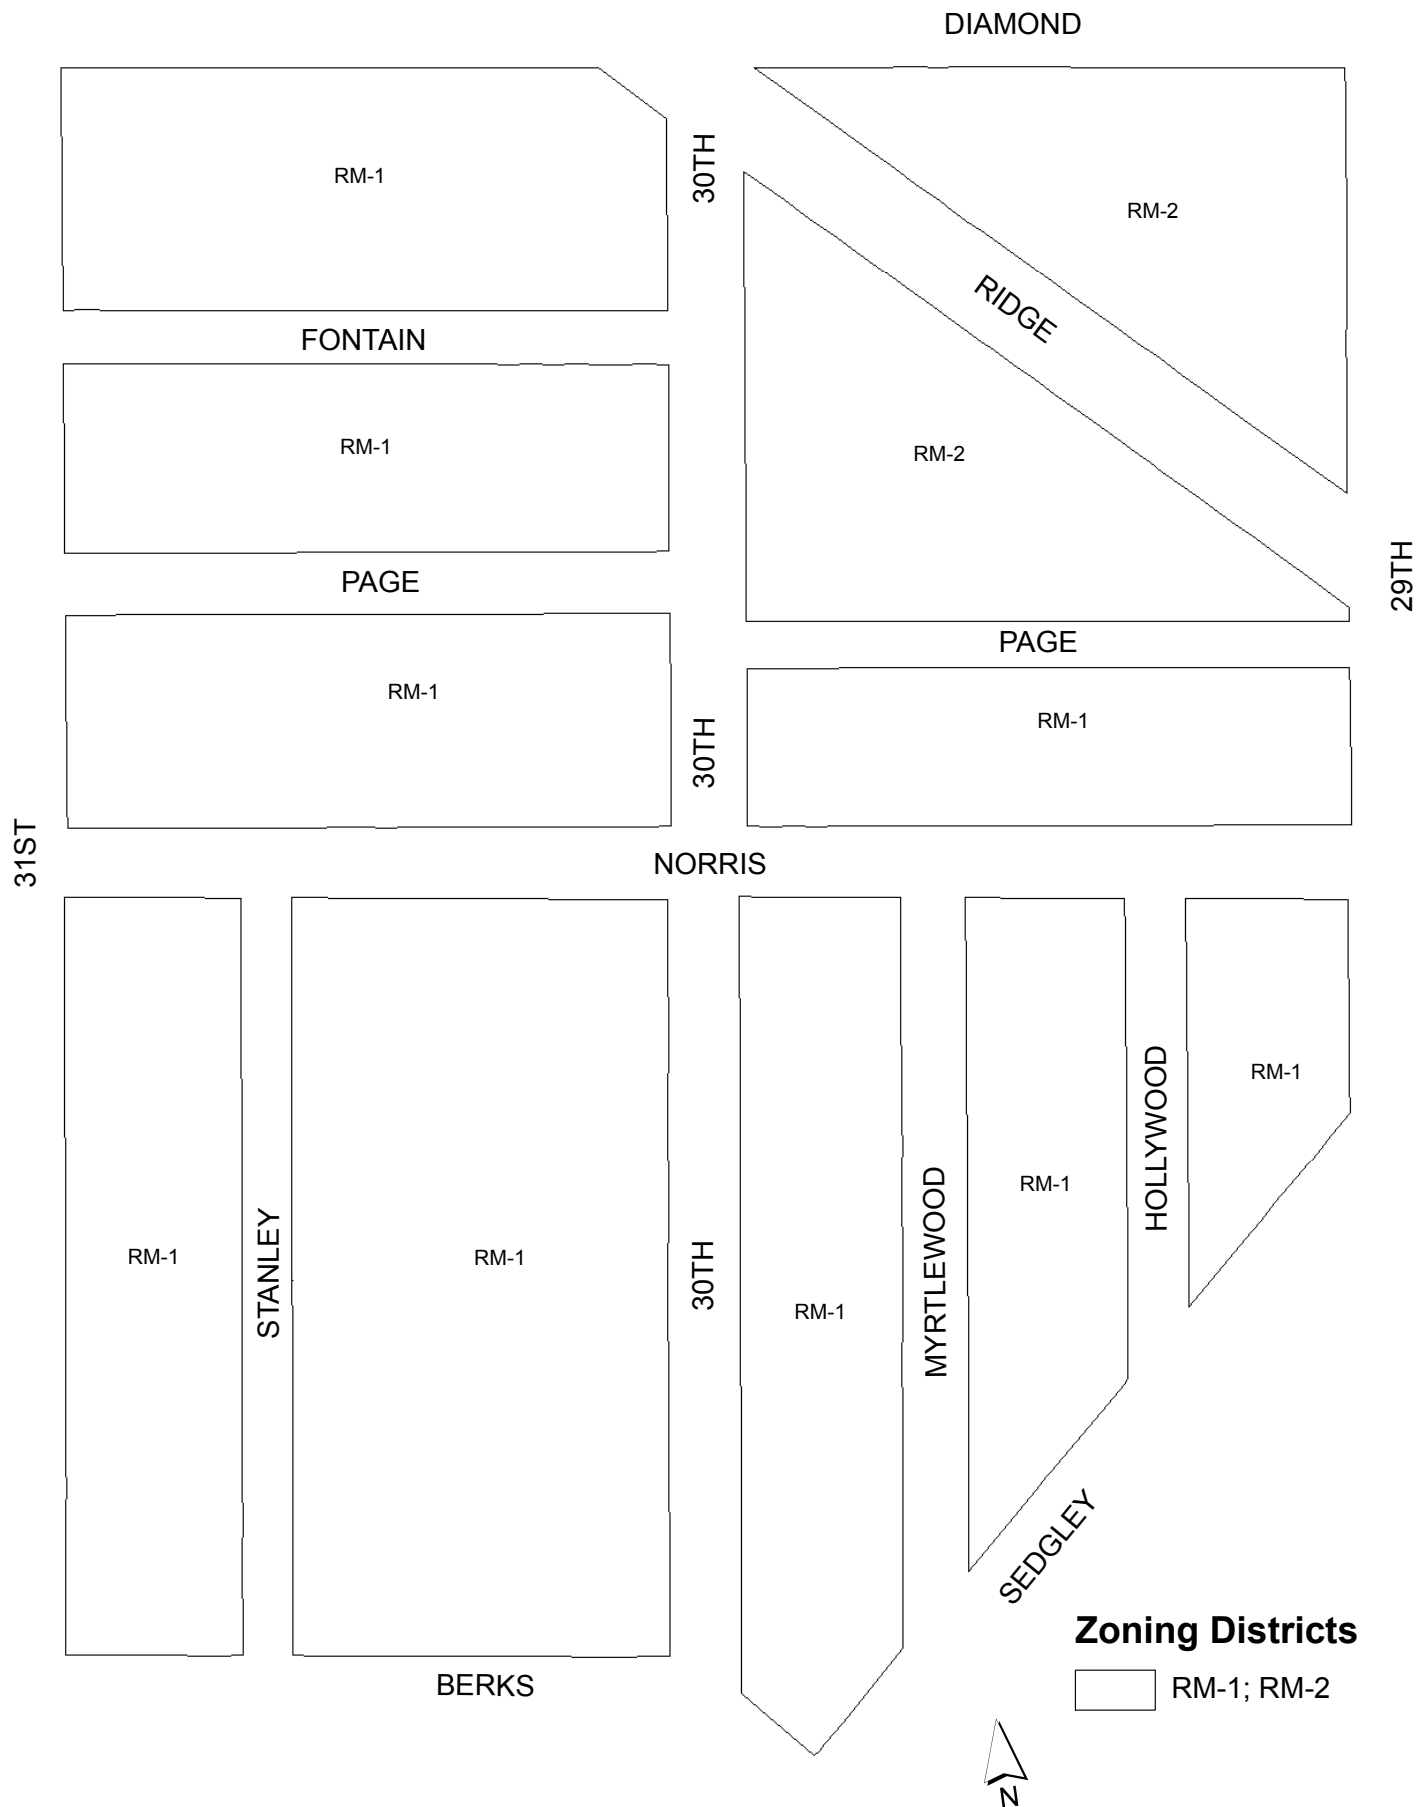 DIAMOND
30TH
RM-1
RM-2
RIDGE
FONTAIN
RM-1
RM-2
29TH
PAGE
PAGE
RM-1
RM-1
30TH
31ST
NORRIS
RM-1
HOLLYWOOD
RM-1
MYRTLEWOOD
RM-1
STANLEY
RM-1
30TH
RM-1
SEDGLEY
Zoning Districts
RM-1; RM-2
BERKS
N